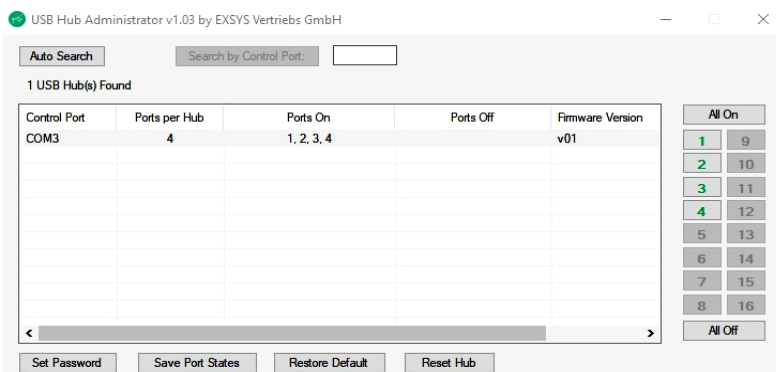 USB Hub Administrator v1.03 by EXSYS Vertriebs GmbH
Auto Search Search by Control Port:
1 USB Hub(s) Found
Control Port Ports per Hub Ports On Ports Off Firmware Version
COM3 4 1, 2, 3, 4 v01
All On
1 9
2 10
3 11
4 12
5 13
6 14
7 15
8 16
All Off
Set Password Save Port States Restore Default Reset Hub